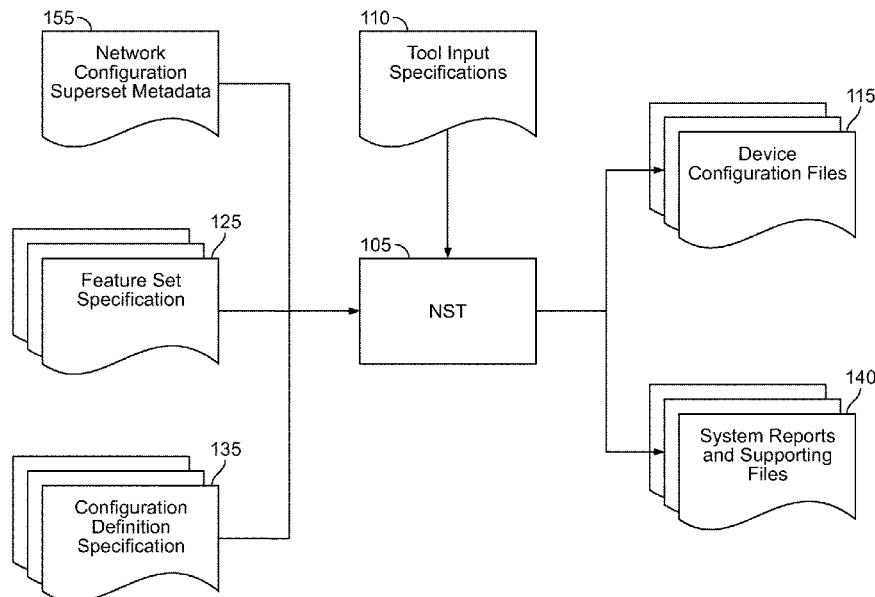 155
Network
Configuration
Superset Metadata
110
Tool Input
Specifications
115
Device
Configuration Files
125
Feature Set
Specification
105
NST
140
System Reports
and Supporting
Files
135
Configuration
Definition
Specification